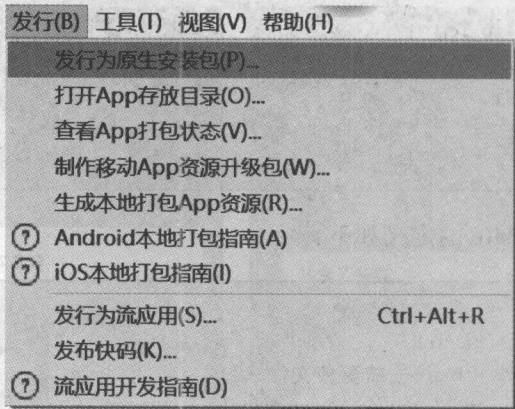 发行(B) 工具(T) 视图(V) 帮助(H)
发行为原生安装包(P)...
打开App存放目录(O)...
查看App打包状态(V)...
制作移动App资源升级包(W)...
生成本地打包App资源(R)...
? Android本地打包指南(A)
? iOS本地打包指南(I)
发行为流应用(S)... Ctrl+Alt+R
发布快码(K)...
? 流应用开发指南(D)